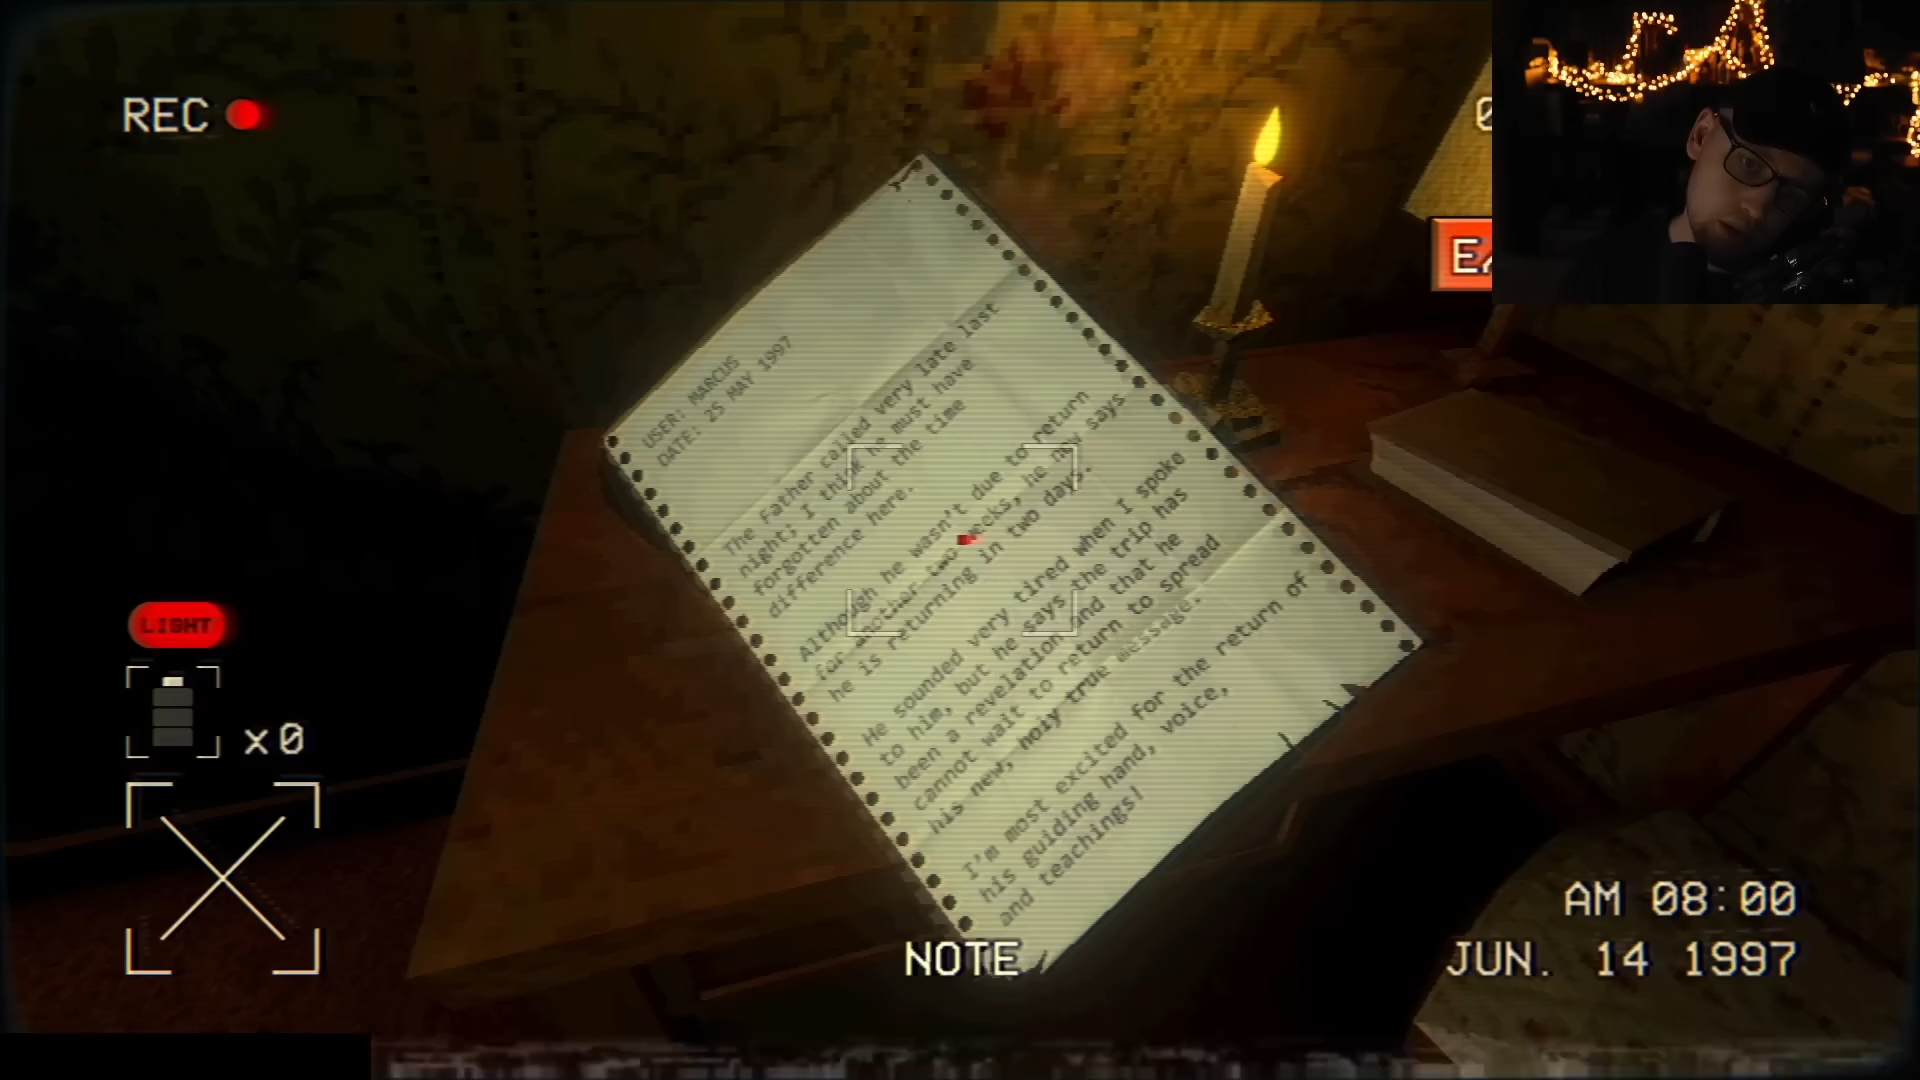 REC
0
E
USER: MARCUS
DATE: 25 MAY 1997
The Father called very late last
night; I think he must have
forgotten about the time
difference here.
Although he wasn't due to return
for another two weeks, he now says
he is returning in two days.
He sounded very tired when I spoke
to him, but he says the trip has
been a revelation and that he
cannot wait to return to spread
his new, holy true message.
I'm most excited for the return of
his guiding hand, voice,
and teachings!
LIGHT
x0
NOTE
AM 08:00
JUN. 14 1997